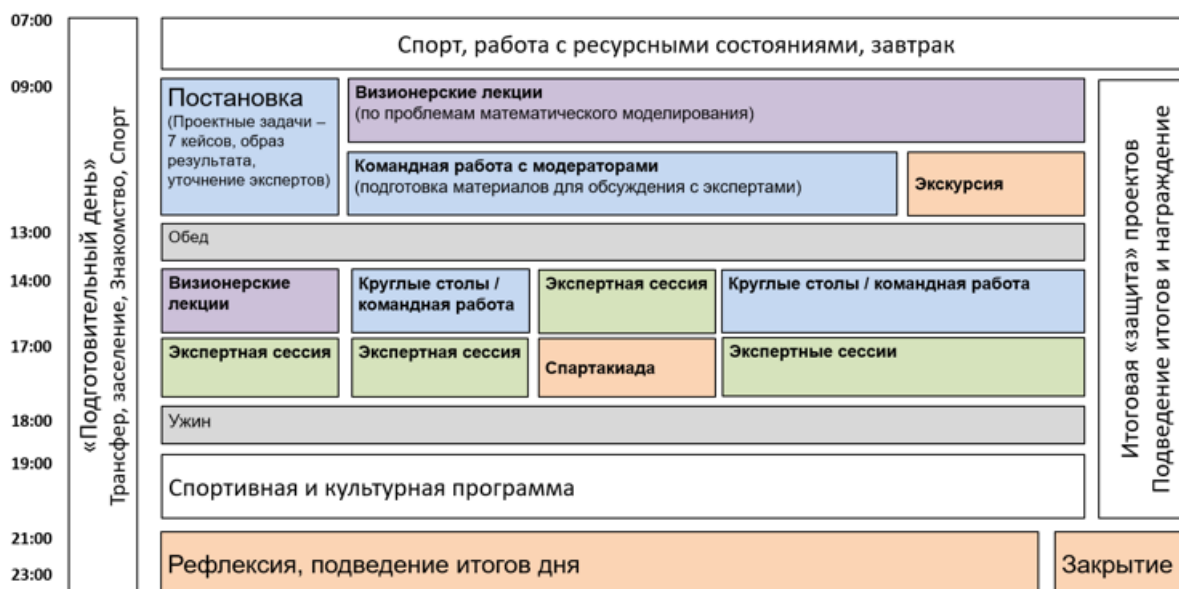 07:00
Спорт, работа с ресурсными состояниями, завтрак
09:00
«Подготовительный день»
Трансфер, заселение, Знакомство, Спорт
Постановка
(Проектные задачи –
7 кейсов, образ
результата,
уточнение экспертов)
Визионерские лекции
(по проблемам математического моделирования)
Командная работа с модераторами
(подготовка материалов для обсуждения с экспертами)
Экскурсия
Итоговая «защита» проектов
Подведение итогов и награждение
13:00
Обед
14:00
Визионерские
лекции
Круглые столы /
командная работа
Экспертная сессия
Круглые столы / командная работа
17:00
Экспертная сессия
Экспертная сессия
Спартакиада
Экспертные сессии
18:00
Ужин
19:00
Спортивная и культурная программа
21:00
Рефлексия, подведение итогов дня
Закрытие
23:00